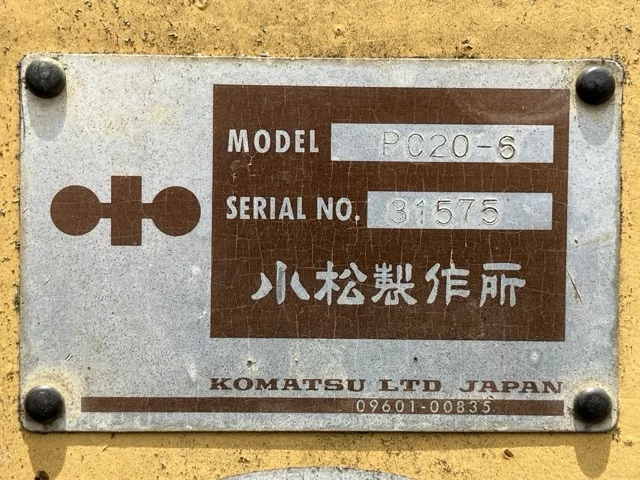 MODEL PC20-6
SERIAL NO. 31575
小松製作所
KOMATSU LTD JAPAN
09601-00835